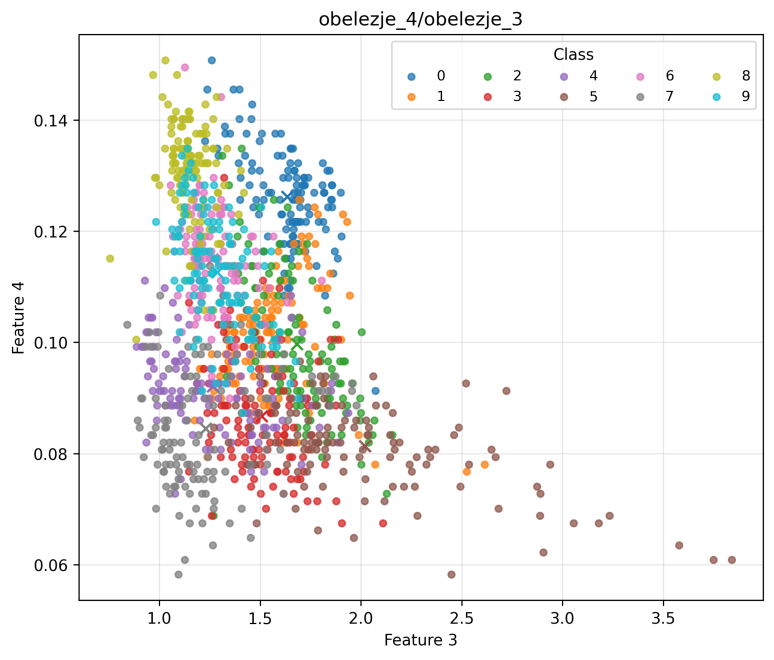 obelezje_4/obelezje_3
Class
0 2 4 6 8
1 3 5 7 9
0.14
0.12
0.10
0.08
0.06
Feature 4
1.0 1.5 2.0 2.5 3.0 3.5
Feature 3